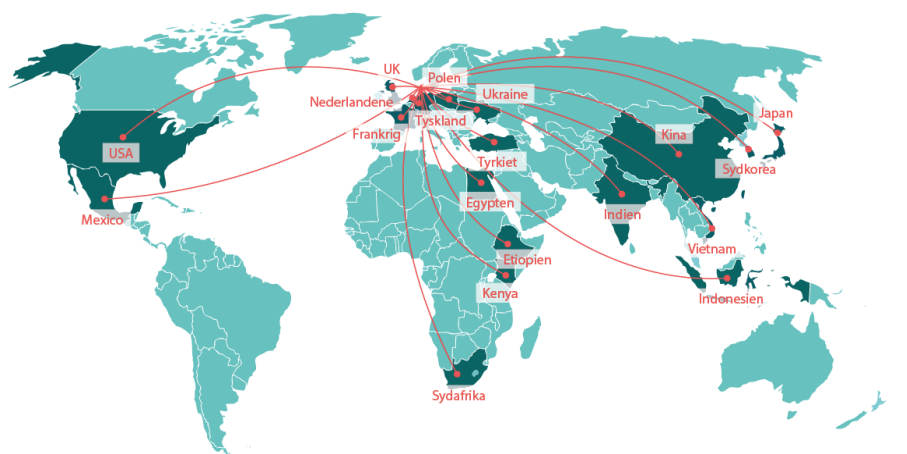 UK
Polen
Nederlandene
Ukraine
Tyskland
Frankrig
Japan
Kina
USA
Tyrkiet
Sydkorea
Egypten
Indien
Mexico
Vietnam
Etiopien
Kenya
Indonesien
Sydafrika